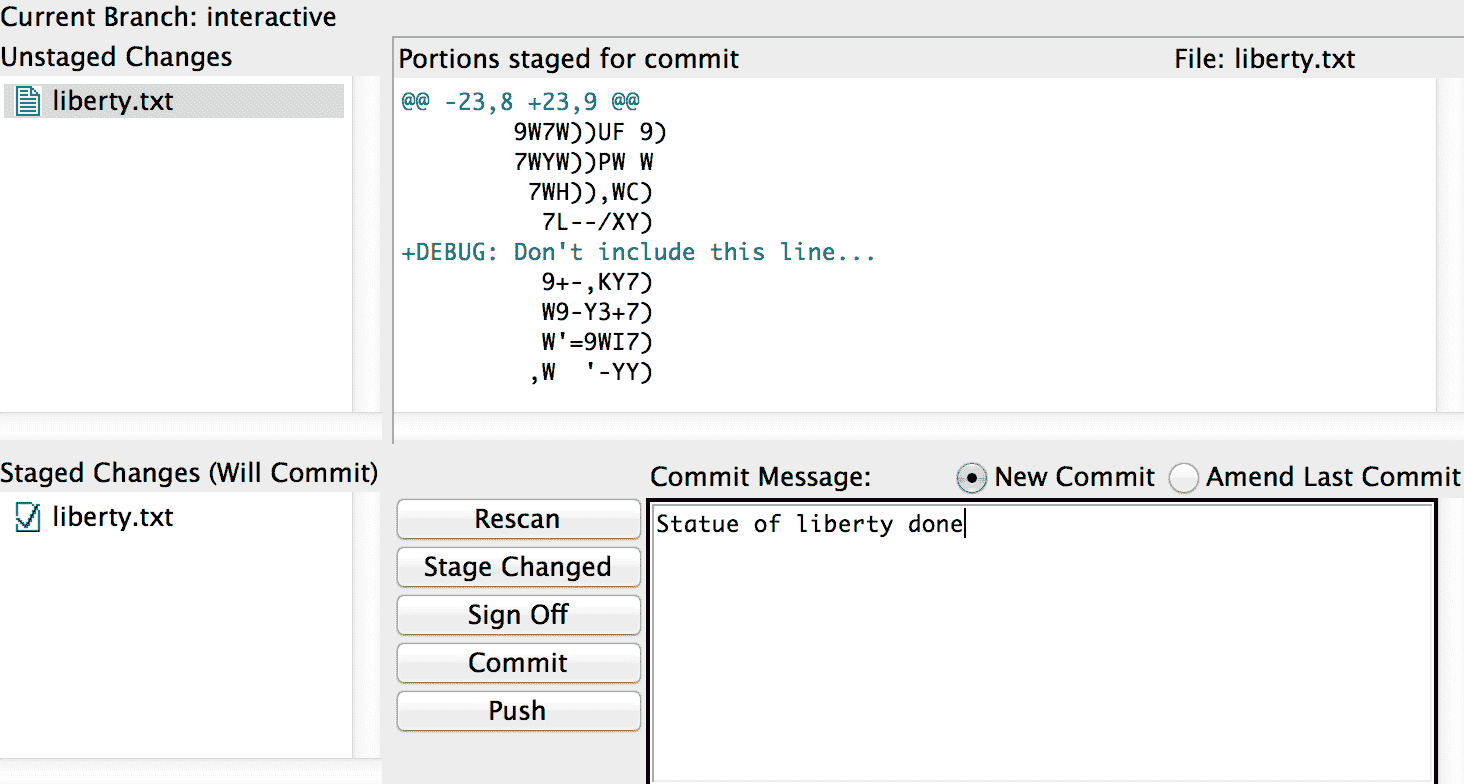 Current Branch: interactive
Unstaged Changes
liberty.txt
Portions staged for commit File: liberty.txt
@@ -23,8 +23,9 @@
9W7W))UF 9)
7WYW))PW W
7WH)),WC)
7L--/XY)
+DEBUG: Don't include this line...
9+-,KY7)
W9-Y3+7)
W'=9WI7)
,W  '-YY)
Staged Changes (Will Commit)
liberty.txt
Rescan
Stage Changed
Sign Off
Commit
Push
Commit Message: New Commit Amend Last Commit
Statue of liberty done